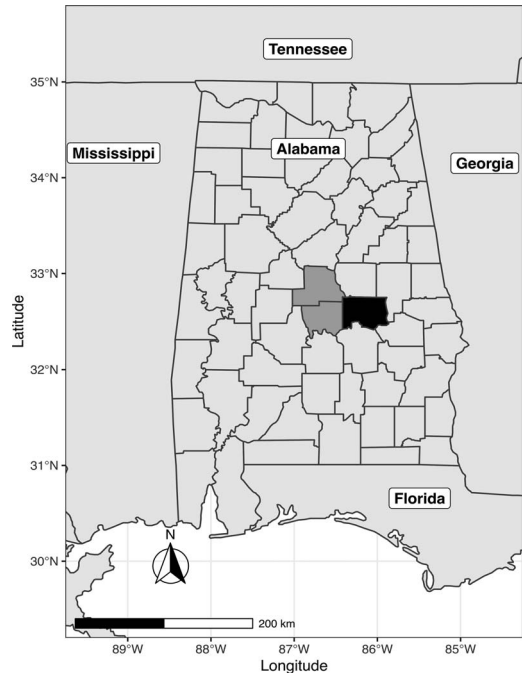 Tennessee
35°N
Mississippi
Alabama
Georgia
34°N
33°N
Latitude
32°N
31°N
Florida
30°N
N
200 km
89°W 88°W 87°W 86°W 85°W
Longitude